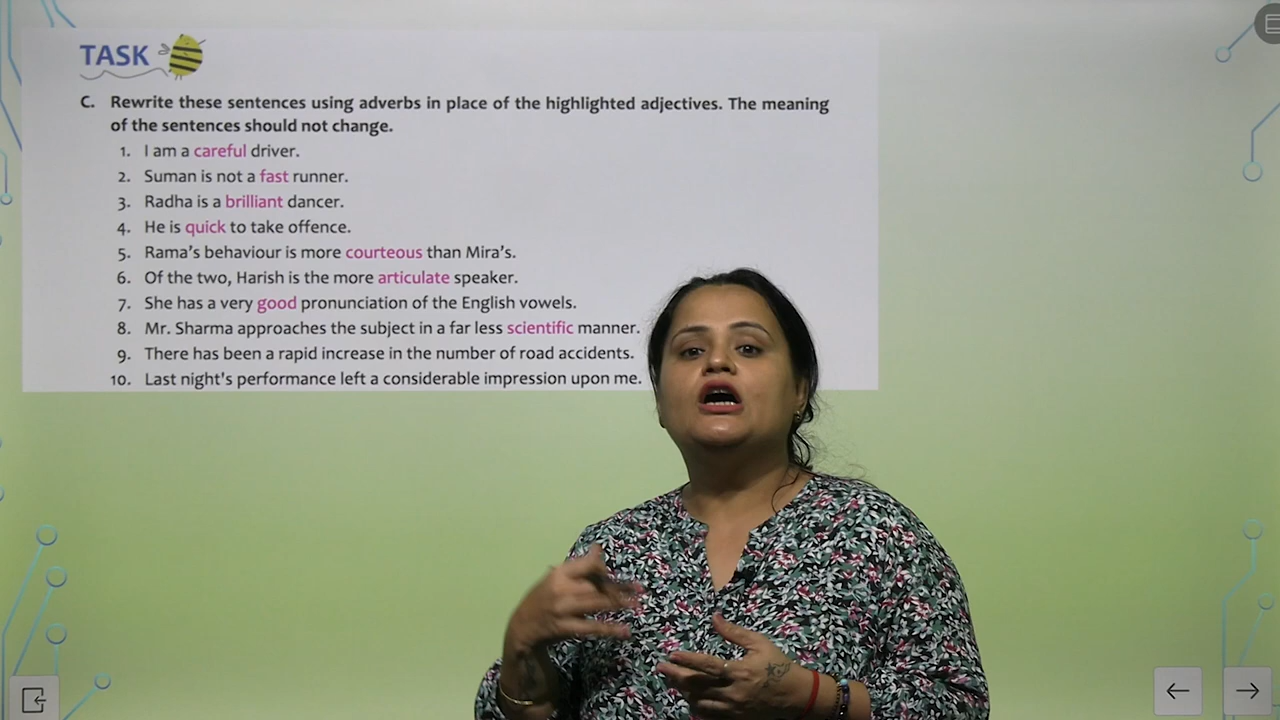 TASK
C. Rewrite these sentences using adverbs in place of the highlighted adjectives. The meaning
of the sentences should not change.
1. I am a careful driver.
2. Suman is not a fast runner.
3. Radha is a brilliant dancer.
4. He is quick to take offence.
5. Rama's behaviour is more courteous than Mira's.
6. Of the two, Harish is the more articulate speaker.
7. She has a very good pronunciation of the English vowels.
8. Mr. Sharma approaches the subject in a far less scientific manner.
9. There has been a rapid increase in the number of road accidents.
10. Last night's performance left a considerable impression upon me.